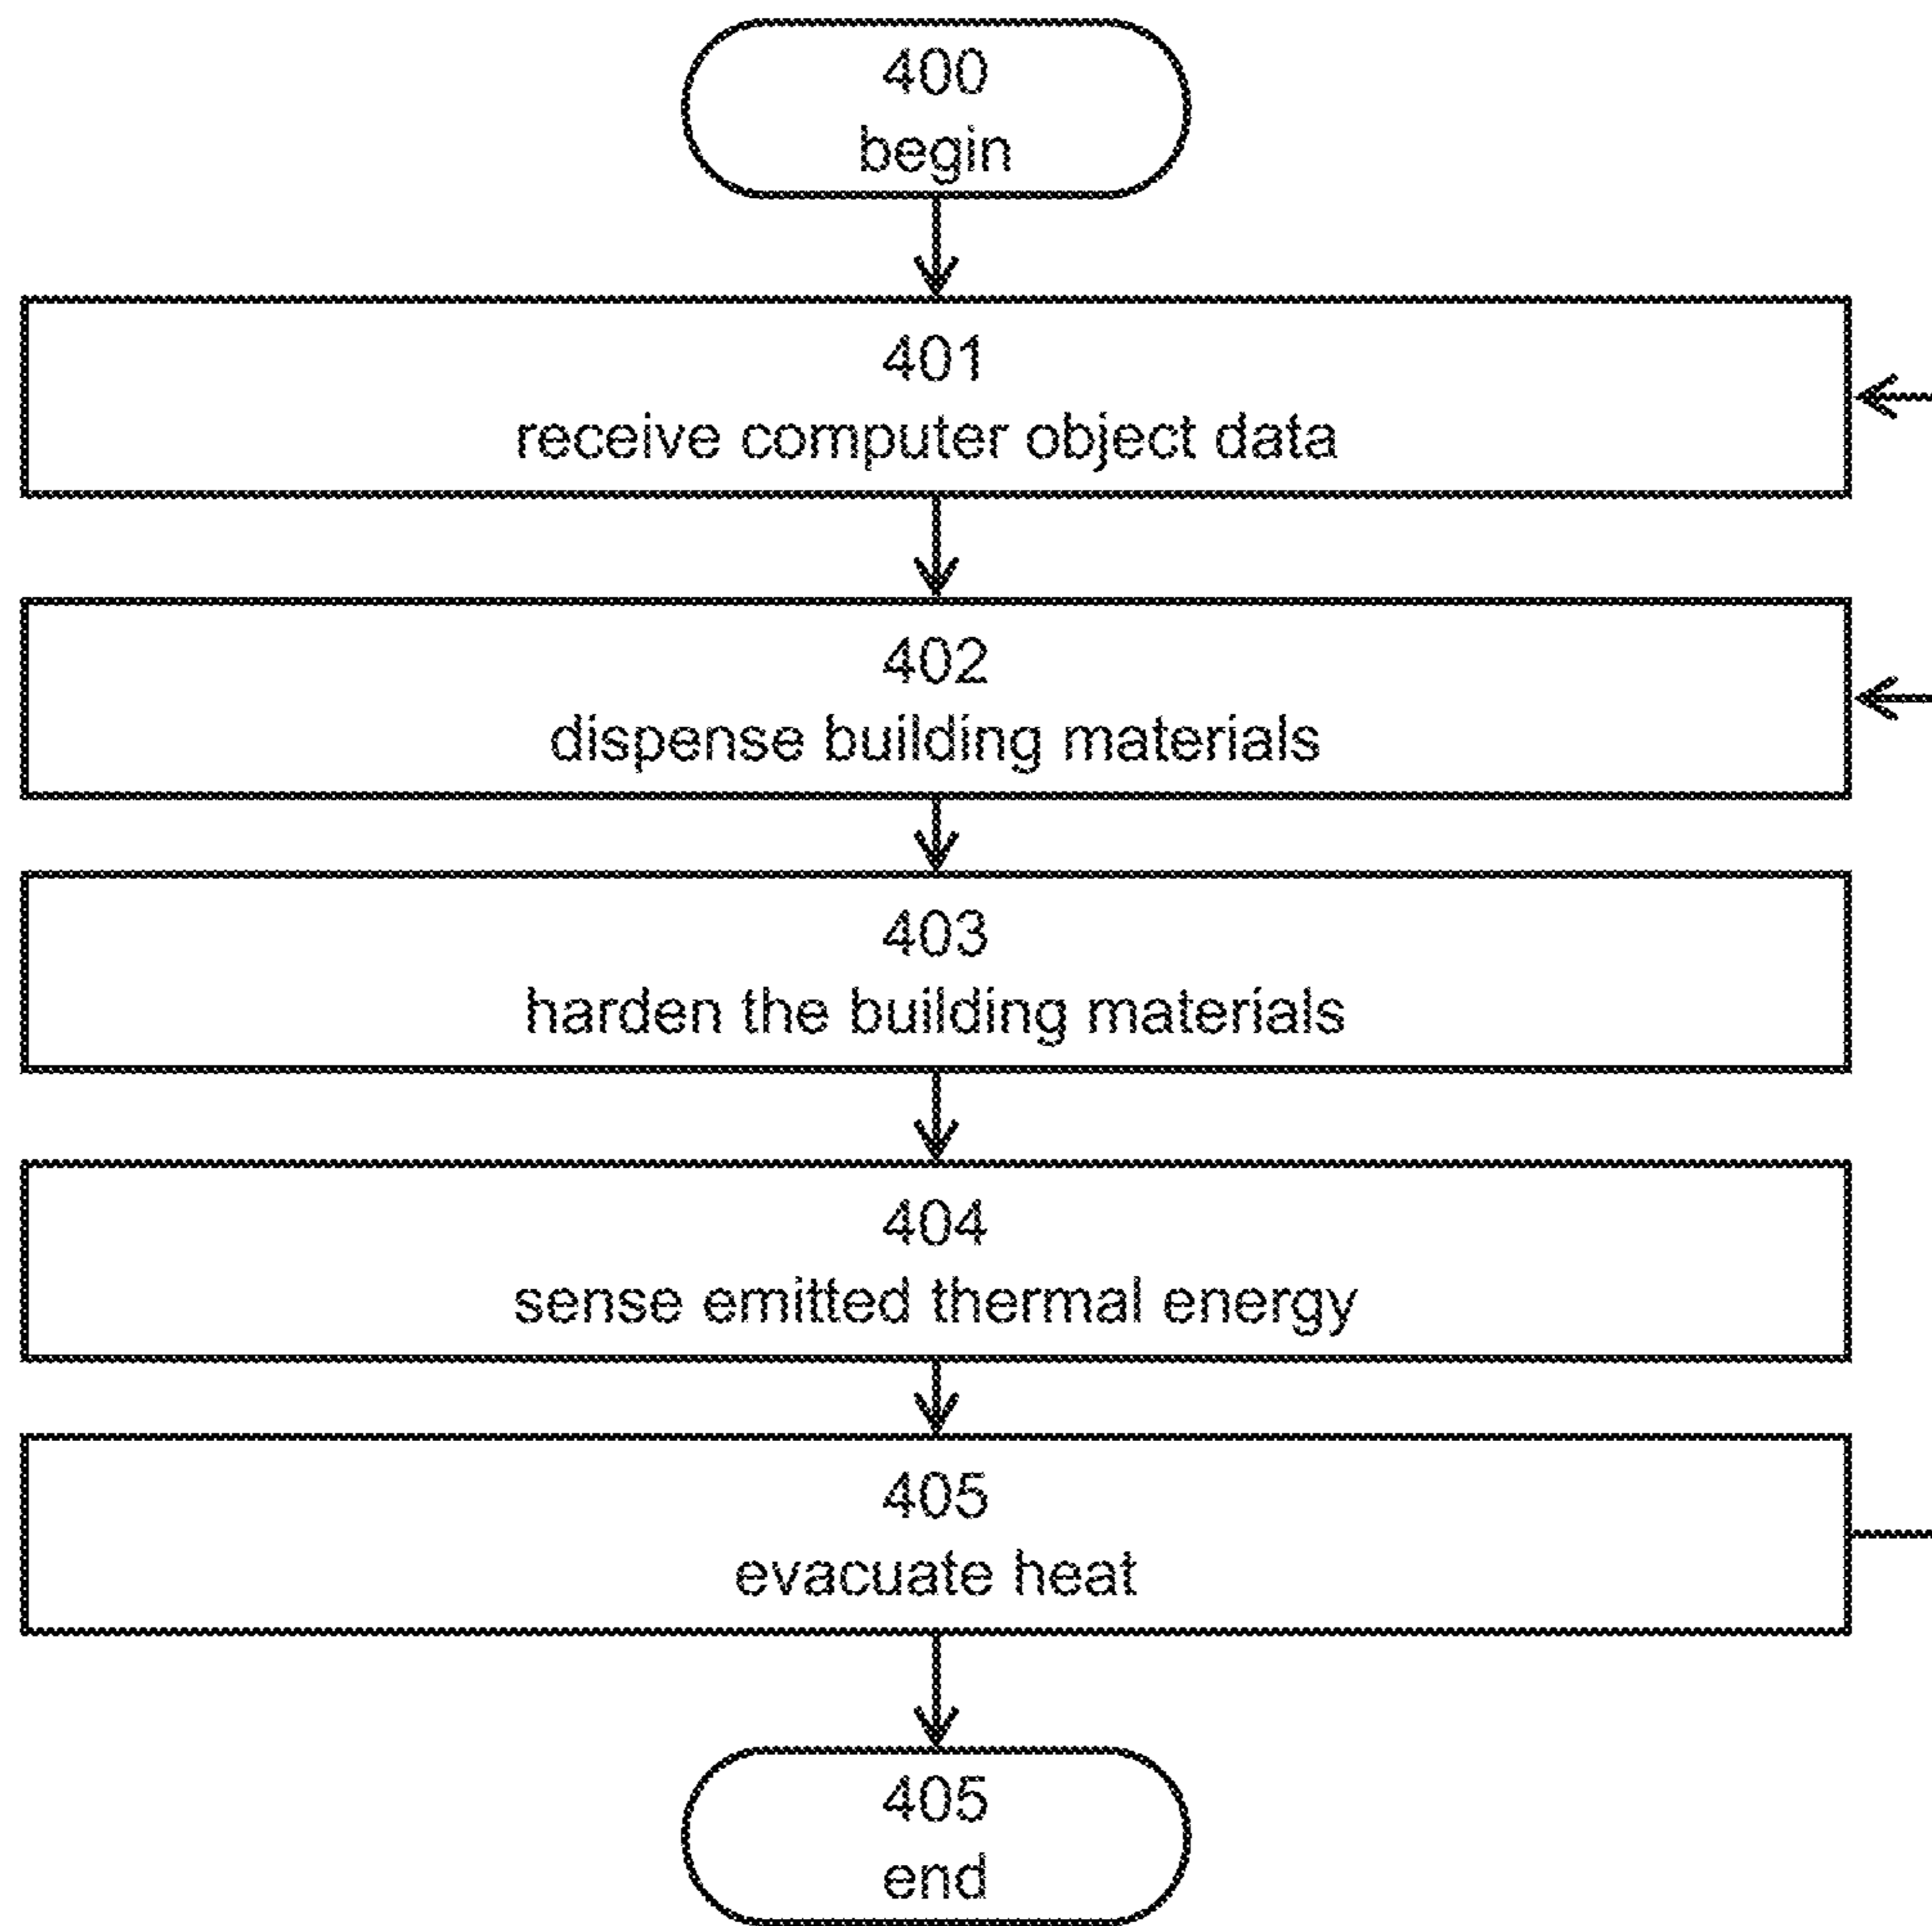 400
begin
401
receive computer object data
402
dispense building materials
403
harden the building materials
404
sense emitted thermal energy
405
evacuate heat
405
end